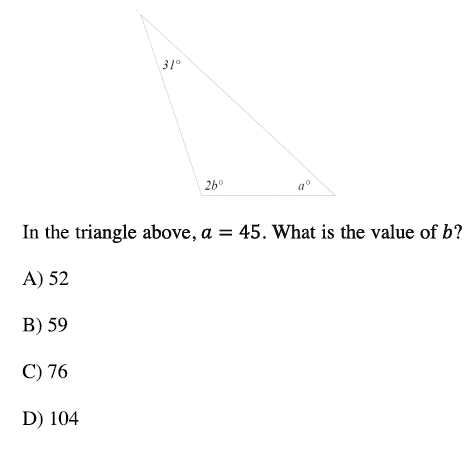 31°
2b° a°
In the triangle above, a = 45. What is the value of b?
A) 52
B) 59
C) 76
D) 104